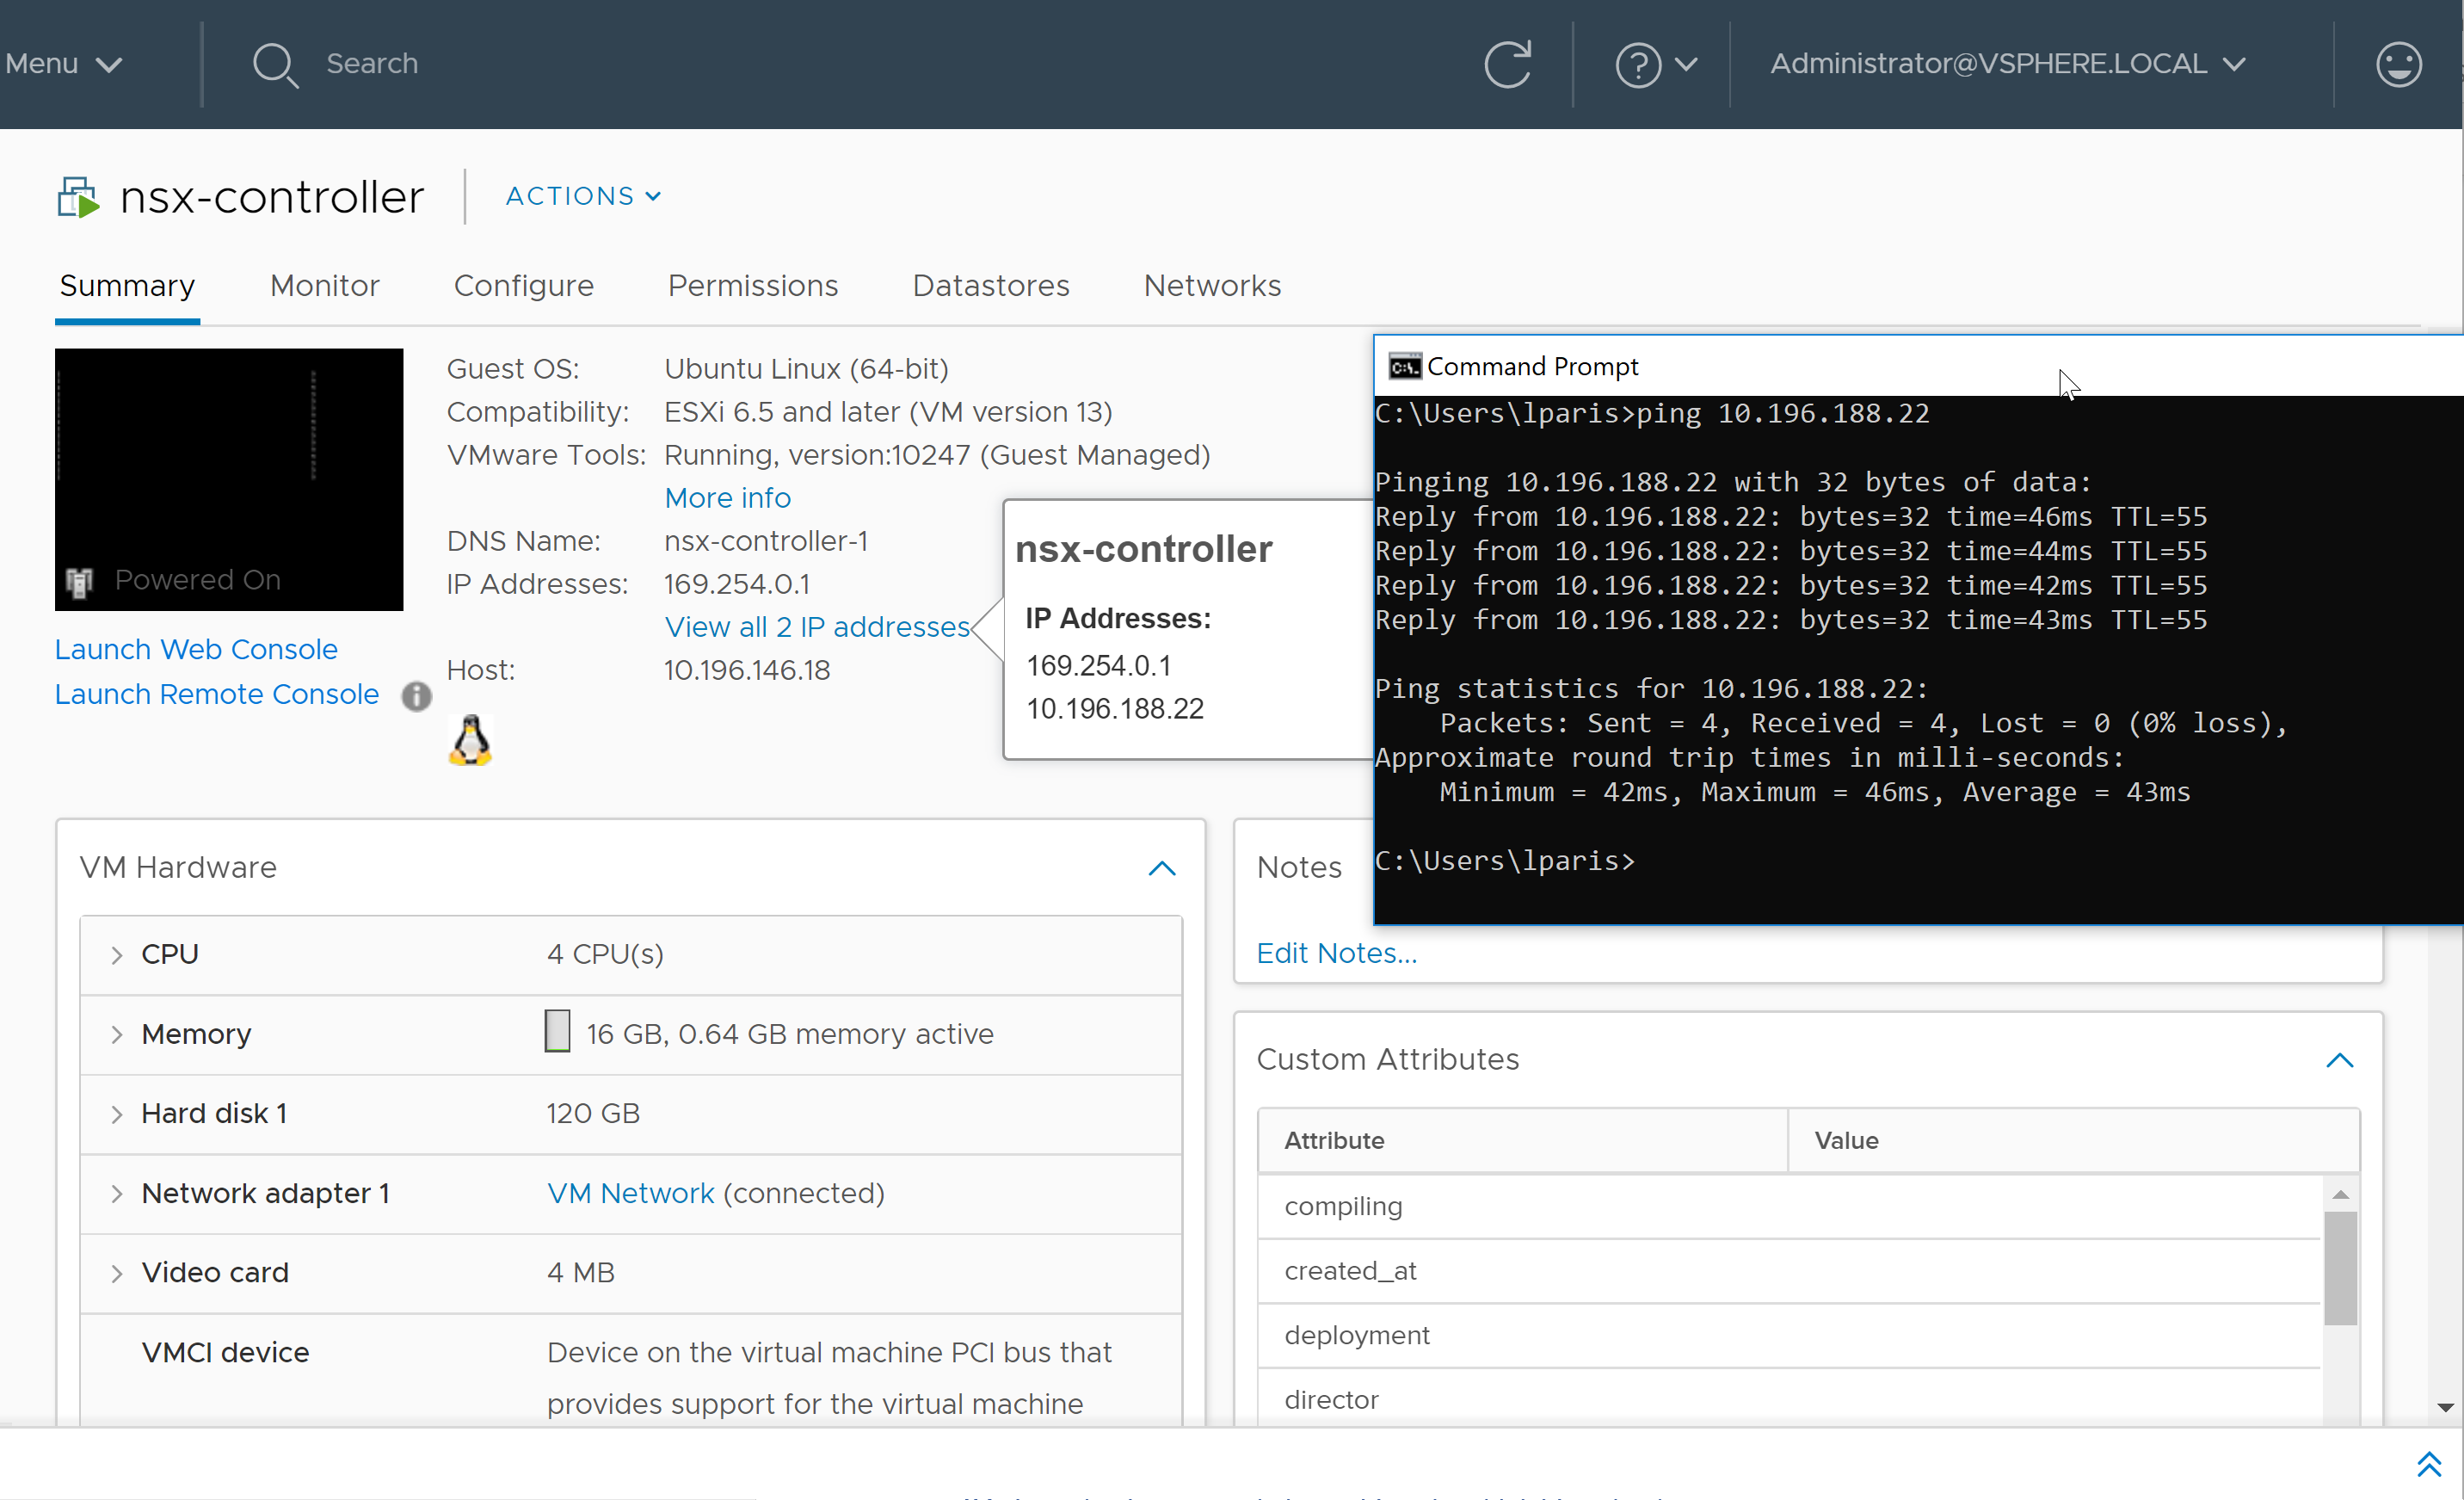 Menu
Search
Administrator@VSPHERE.LOCAL
nsx-controller
ACTIONS
Summary Monitor Configure Permissions Datastores Networks
Powered On
Launch Web Console
Launch Remote Console
Guest OS: Ubuntu Linux (64-bit)
Compatibility: ESXi 6.5 and later (VM version 13)
VMware Tools: Running, version:10247 (Guest Managed)
More info
DNS Name: nsx-controller-1
IP Addresses: 169.254.0.1
View all 2 IP addresses
Host: 10.196.146.18
nsx-controller
IP Addresses:
169.254.0.1
10.196.188.22
Command Prompt
C:\Users\lparis>ping 10.196.188.22
Pinging 10.196.188.22 with 32 bytes of data:
Reply from 10.196.188.22: bytes=32 time=46ms TTL=55
Reply from 10.196.188.22: bytes=32 time=44ms TTL=55
Reply from 10.196.188.22: bytes=32 time=42ms TTL=55
Reply from 10.196.188.22: bytes=32 time=43ms TTL=55
Ping statistics for 10.196.188.22:
Packets: Sent = 4, Received = 4, Lost = 0 (0% loss),
Approximate round trip times in milli-seconds:
Minimum = 42ms, Maximum = 46ms, Average = 43ms
C:\Users\lparis>
VM Hardware
CPU 4 CPU(s)
Memory 16 GB, 0.64 GB memory active
Hard disk 1 120 GB
Network adapter 1 VM Network (connected)
Video card 4 MB
VMCI device Device on the virtual machine PCI bus that
provides support for the virtual machine
Notes
Edit Notes...
Custom Attributes
Attribute Value
compiling
created_at
deployment
director